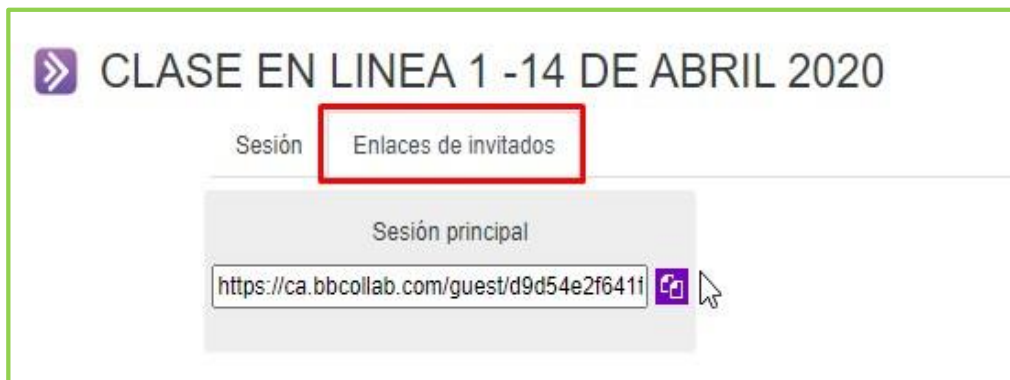 CLASE EN LINEA 1 -14 DE ABRIL 2020
Sesión Enlaces de invitados
Sesión principal
https://ca.bbcollab.com/guest/d9d54e2f641f